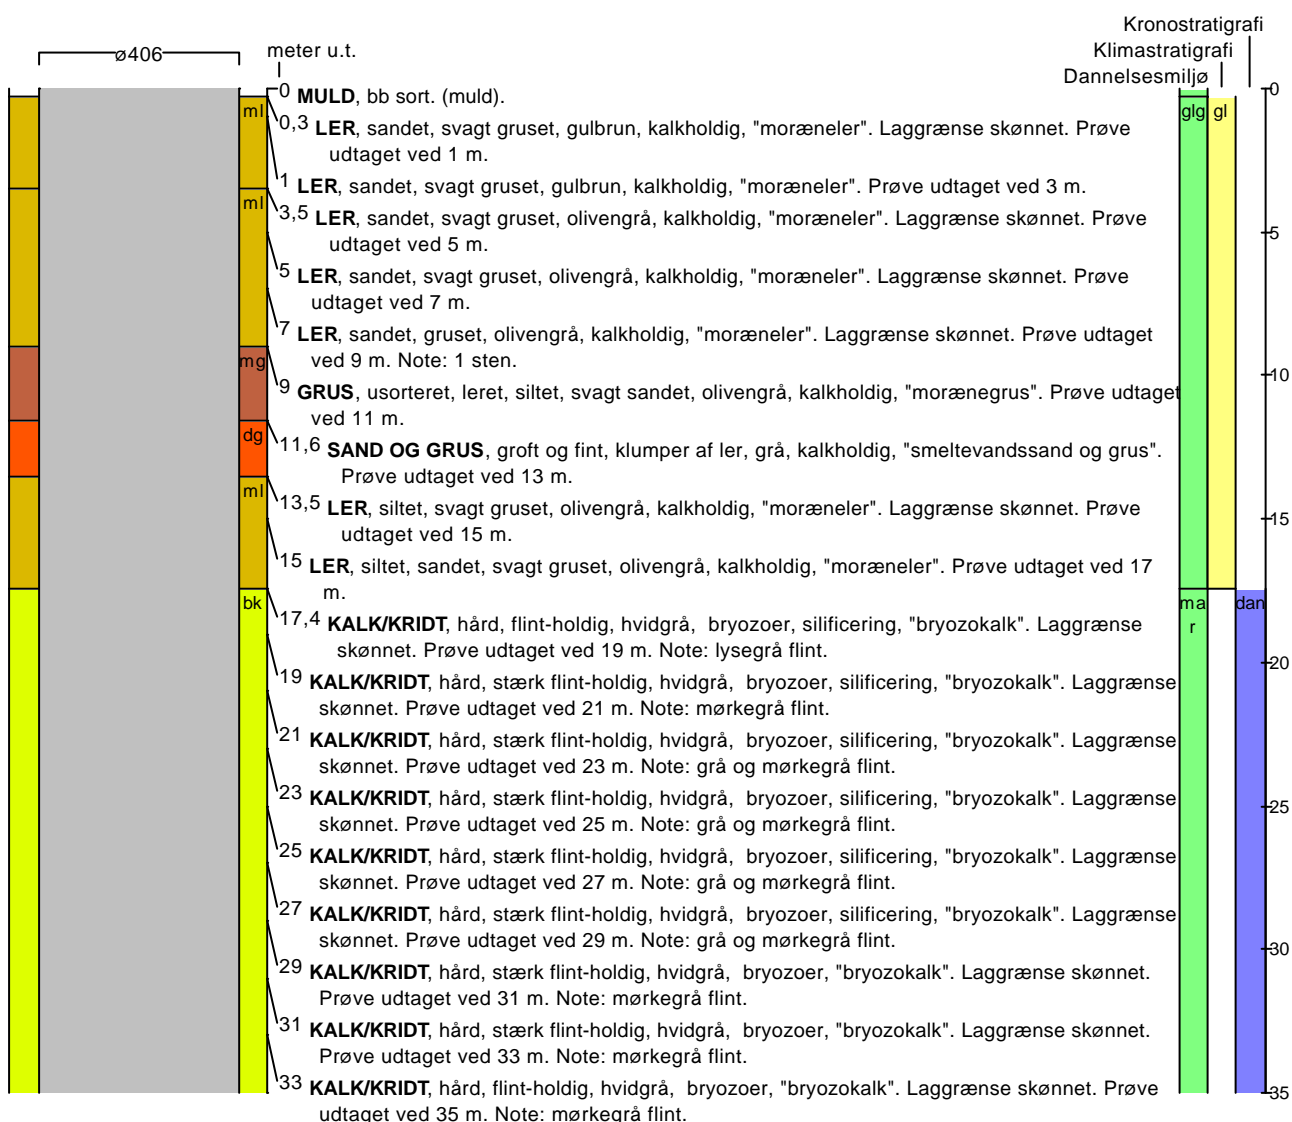 Kronostratigrafi
Klimastratigrafi
Dannelsesmiljø
ø406
meter u.t.
0 MULD, bb sort. (muld).
0,3 LER, sandet, svagt gruset, gulbrun, kalkholdig, "moræneler". Laggrænse skønnet. Prøve
udtaget ved 1 m.
1 LER, sandet, svagt gruset, gulbrun, kalkholdig, "moræneler". Prøve udtaget ved 3 m.
3,5 LER, sandet, svagt gruset, olivengrå, kalkholdig, "moræneler". Laggrænse skønnet. Prøve
udtaget ved 5 m.
5 LER, sandet, svagt gruset, olivengrå, kalkholdig, "moræneler". Laggrænse skønnet. Prøve
udtaget ved 7 m.
7 LER, sandet, gruset, olivengrå, kalkholdig, "moræneler". Laggrænse skønnet. Prøve udtaget
ved 9 m. Note: 1 sten.
9 GRUS, usorteret, leret, siltet, svagt sandet, olivengrå, kalkholdig, "morænegrus". Prøve udtaget
ved 11 m.
11,6 SAND OG GRUS, groft og fint, klumper af ler, grå, kalkholdig, "smeltevandssand og grus".
Prøve udtaget ved 13 m.
13,5 LER, siltet, svagt gruset, olivengrå, kalkholdig, "moræneler". Laggrænse skønnet. Prøve
udtaget ved 15 m.
15 LER, siltet, sandet, svagt gruset, olivengrå, kalkholdig, "moræneler". Prøve udtaget ved 17
m.
17,4 KALK/KRIDT, hård, flint-holdig, hvidgrå, bryozoer, silificering, "bryozokalk". Laggrænse
skønnet. Prøve udtaget ved 19 m. Note: lysegrå flint.
19 KALK/KRIDT, hård, stærk flint-holdig, hvidgrå, bryozoer, silificering, "bryozokalk". Laggrænse
skønnet. Prøve udtaget ved 21 m. Note: mørkegrå flint.
21 KALK/KRIDT, hård, stærk flint-holdig, hvidgrå, bryozoer, silificering, "bryozokalk". Laggrænse
skønnet. Prøve udtaget ved 23 m. Note: grå og mørkegrå flint.
23 KALK/KRIDT, hård, stærk flint-holdig, hvidgrå, bryozoer, silificering, "bryozokalk". Laggrænse
skønnet. Prøve udtaget ved 25 m. Note: grå og mørkegrå flint.
25 KALK/KRIDT, hård, stærk flint-holdig, hvidgrå, bryozoer, silificering, "bryozokalk". Laggrænse
skønnet. Prøve udtaget ved 27 m. Note: grå og mørkegrå flint.
27 KALK/KRIDT, hård, stærk flint-holdig, hvidgrå, bryozoer, silificering, "bryozokalk". Laggrænse
skønnet. Prøve udtaget ved 29 m. Note: grå og mørkegrå flint.
29 KALK/KRIDT, hård, stærk flint-holdig, hvidgrå, bryozoer, "bryozokalk". Laggrænse skønnet.
Prøve udtaget ved 31 m. Note: mørkegrå flint.
31 KALK/KRIDT, hård, stærk flint-holdig, hvidgrå, bryozoer, "bryozokalk". Laggrænse skønnet.
Prøve udtaget ved 33 m. Note: mørkegrå flint.
33 KALK/KRIDT, hård, flint-holdig, hvidgrå, bryozoer, "bryozokalk". Laggrænse skønnet. Prøve
udtaget ved 35 m. Note: mørkegrå flint.
ml
ml
mg
dg
ml
bk
glg
gl
ma
r
dan
0
5
10
15
20
25
30
35